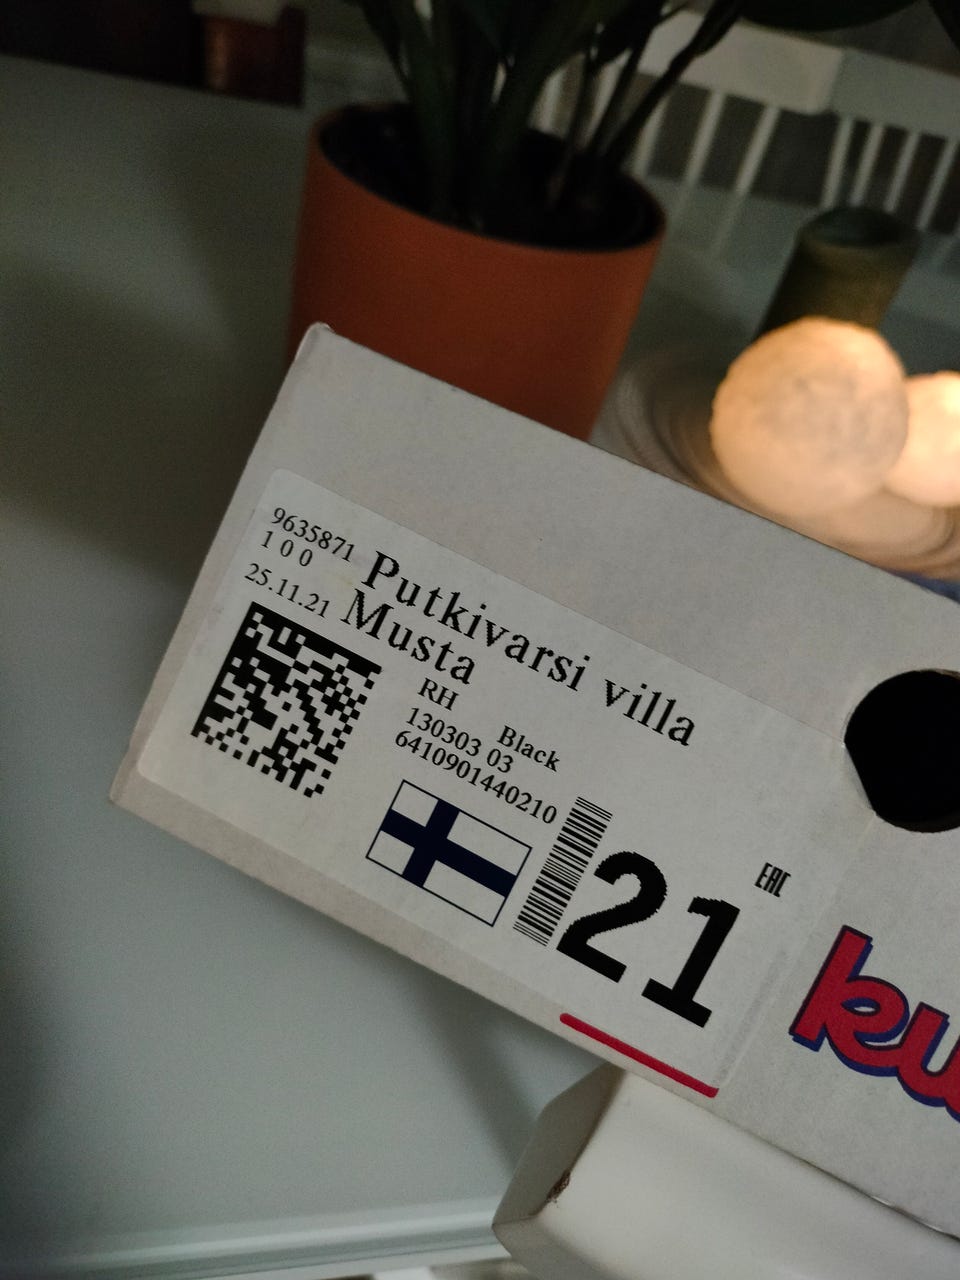 9635871
1 0 0
25.11.21
Putkivarsi villa
Musta
RH
Black
130303 03
6410901440210
21
EAC
ku